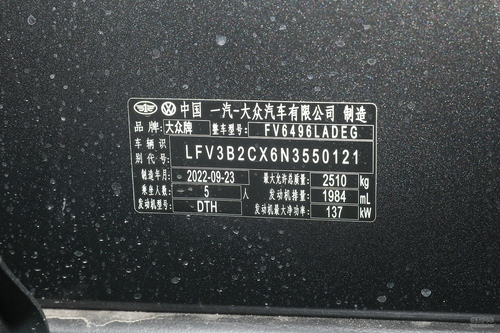 中国 一汽-大众汽车有限公司 制造
品牌: 大众牌 整车型号: FV6496LADEG
车辆识别代号: LFV3B2CX6N3550121
制造年月 2022-09-23 最大允许总质量: 2510 kg
乘坐人数: 5 人 发动机排量: 1984 mL
发动机型号: DTH 发动机最大净功率: 137 kW